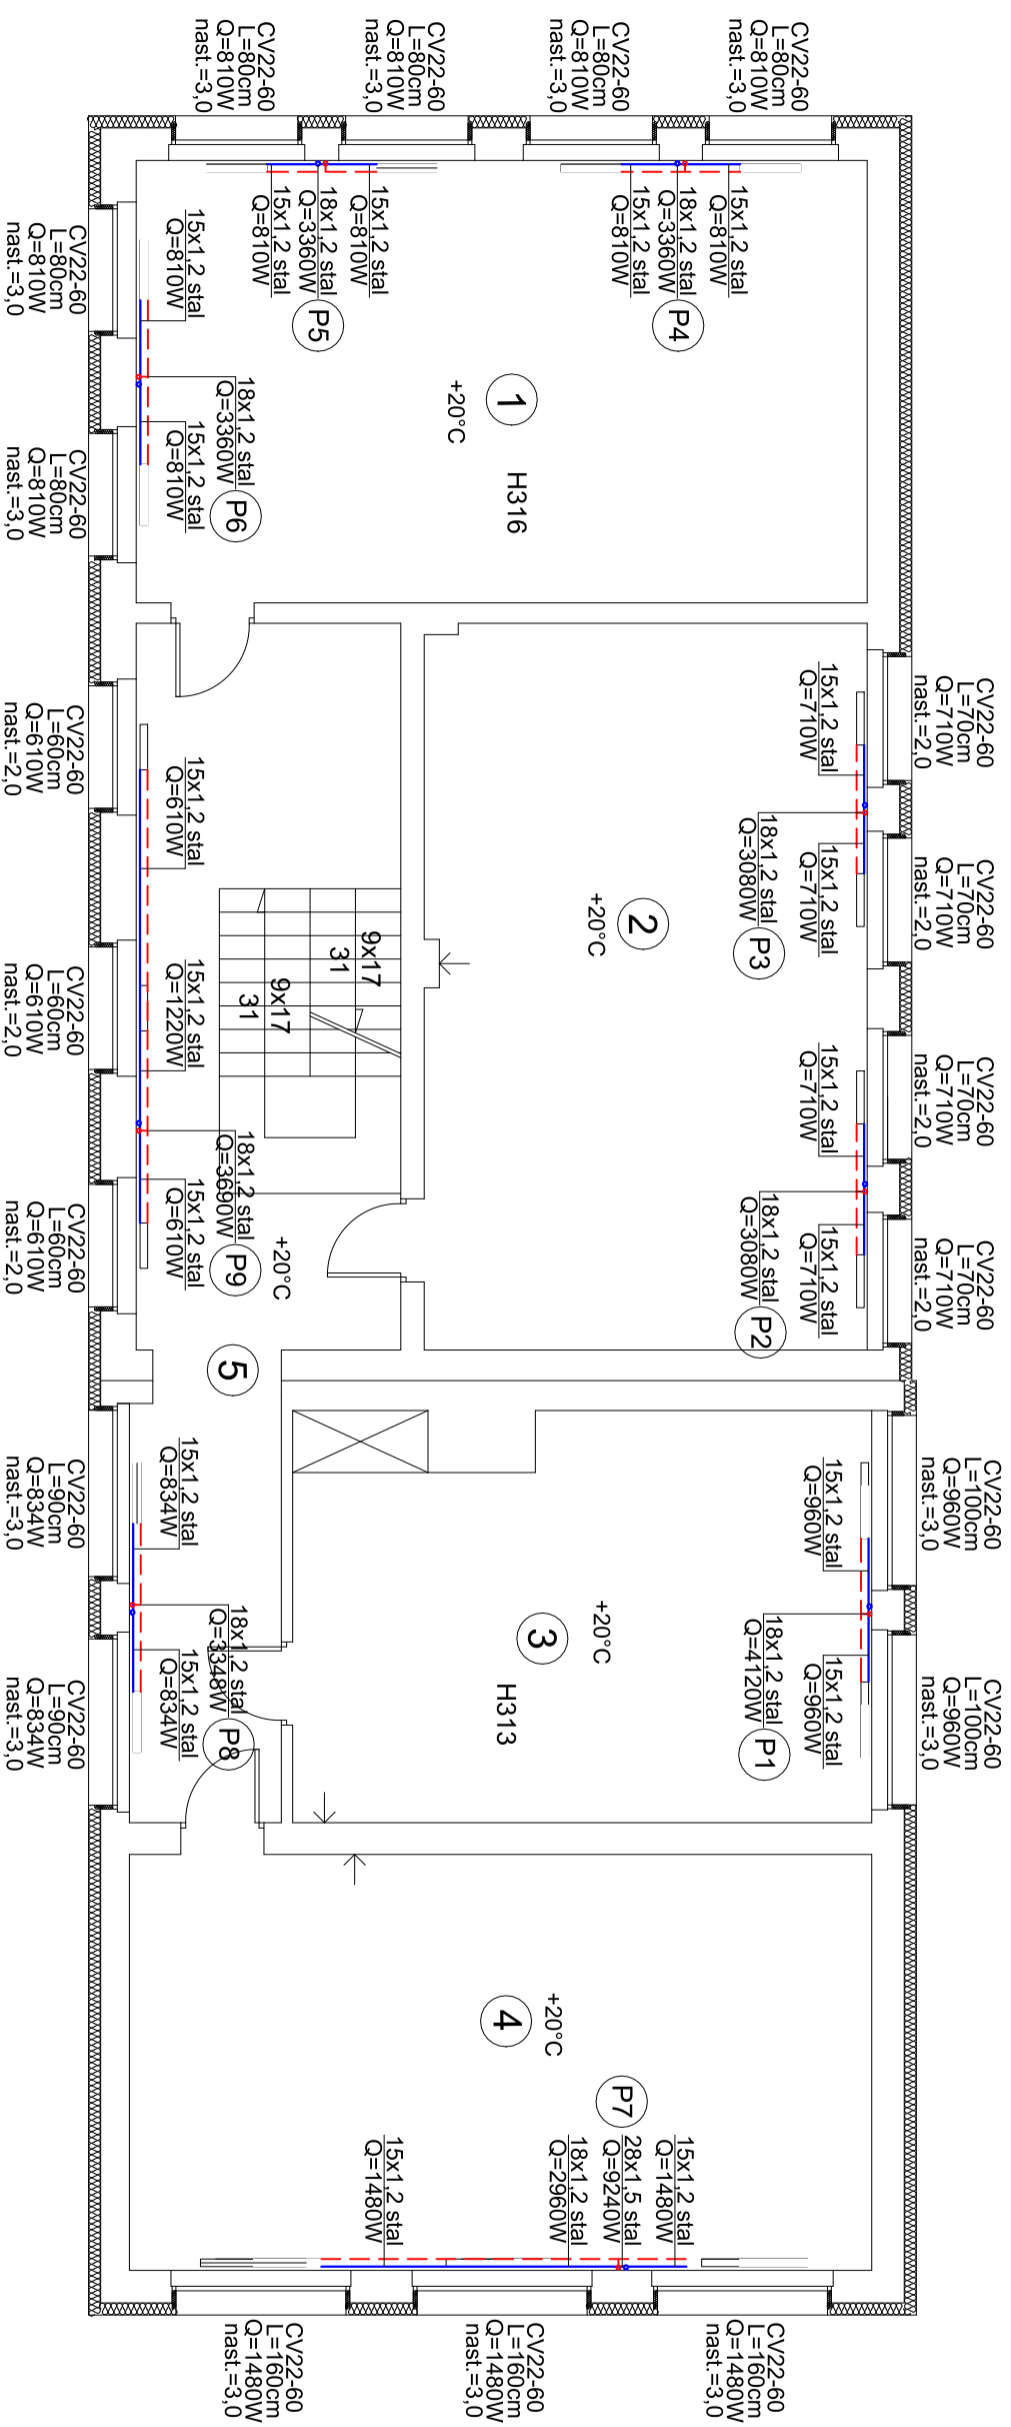 CV22-60
L=80cm
Q=810W
nast.=3,0
CV22-60
L=80cm
Q=810W
nast.=3,0
CV22-60
L=80cm
Q=810W
nast.=3,0
CV22-60
L=80cm
Q=810W
nast.=3,0
15x1,2 stal
Q=810W
18x1,2 stal
Q=3360W
15x1,2 stal
Q=810W
P5
15x1,2 stal
Q=810W
18x1,2 stal
Q=3360W
15x1,2 stal
Q=810W
P4
CV22-60
L=80cm
Q=810W
nast.=3,0
15x1,2 stal
Q=810W
18x1,2 stal
Q=3360W
P6
15x1,2 stal
Q=810W
CV22-60
L=80cm
Q=810W
nast.=3,0
1
+20°C
H316
CV22-60
L=70cm
Q=710W
nast.=2,0
CV22-60
L=70cm
Q=710W
nast.=2,0
CV22-60
L=70cm
Q=710W
nast.=2,0
CV22-60
L=70cm
Q=710W
nast.=2,0
15x1,2 stal
Q=710W
18x1,2 stal
Q=3080W
P3
15x1,2 stal
Q=710W
15x1,2 stal
Q=710W
18x1,2 stal
Q=3080W
P2
15x1,2 stal
Q=710W
2
+20°C
9x17
31
9x17
31
CV22-60
L=60cm
Q=610W
nast.=2,0
15x1,2 stal
Q=610W
CV22-60
L=60cm
Q=610W
nast.=2,0
15x1,2 stal
Q=1220W
18x1,2 stal
Q=3690W
P9
15x1,2 stal
Q=610W
CV22-60
L=60cm
Q=610W
nast.=2,0
+20°C
5
CV22-60
L=100cm
Q=960W
nast.=3,0
CV22-60
L=100cm
Q=960W
nast.=3,0
15x1,2 stal
Q=960W
18x1,2 stal
Q=4120W
P1
15x1,2 stal
Q=960W
+20°C
3
H313
15x1,2 stal
Q=834W
18x1,2 stal
Q=3348W
P8
15x1,2 stal
Q=834W
CV22-60
L=90cm
Q=834W
nast.=3,0
CV22-60
L=90cm
Q=834W
nast.=3,0
+20°C
4
P7
15x1,2 stal
Q=1480W
28x1,5 stal
Q=9240W
18x1,2 stal
Q=2960W
15x1,2 stal
Q=1480W
CV22-60
L=160cm
Q=1480W
nast.=3,0
CV22-60
L=160cm
Q=1480W
nast.=3,0
CV22-60
L=160cm
Q=1480W
nast.=3,0